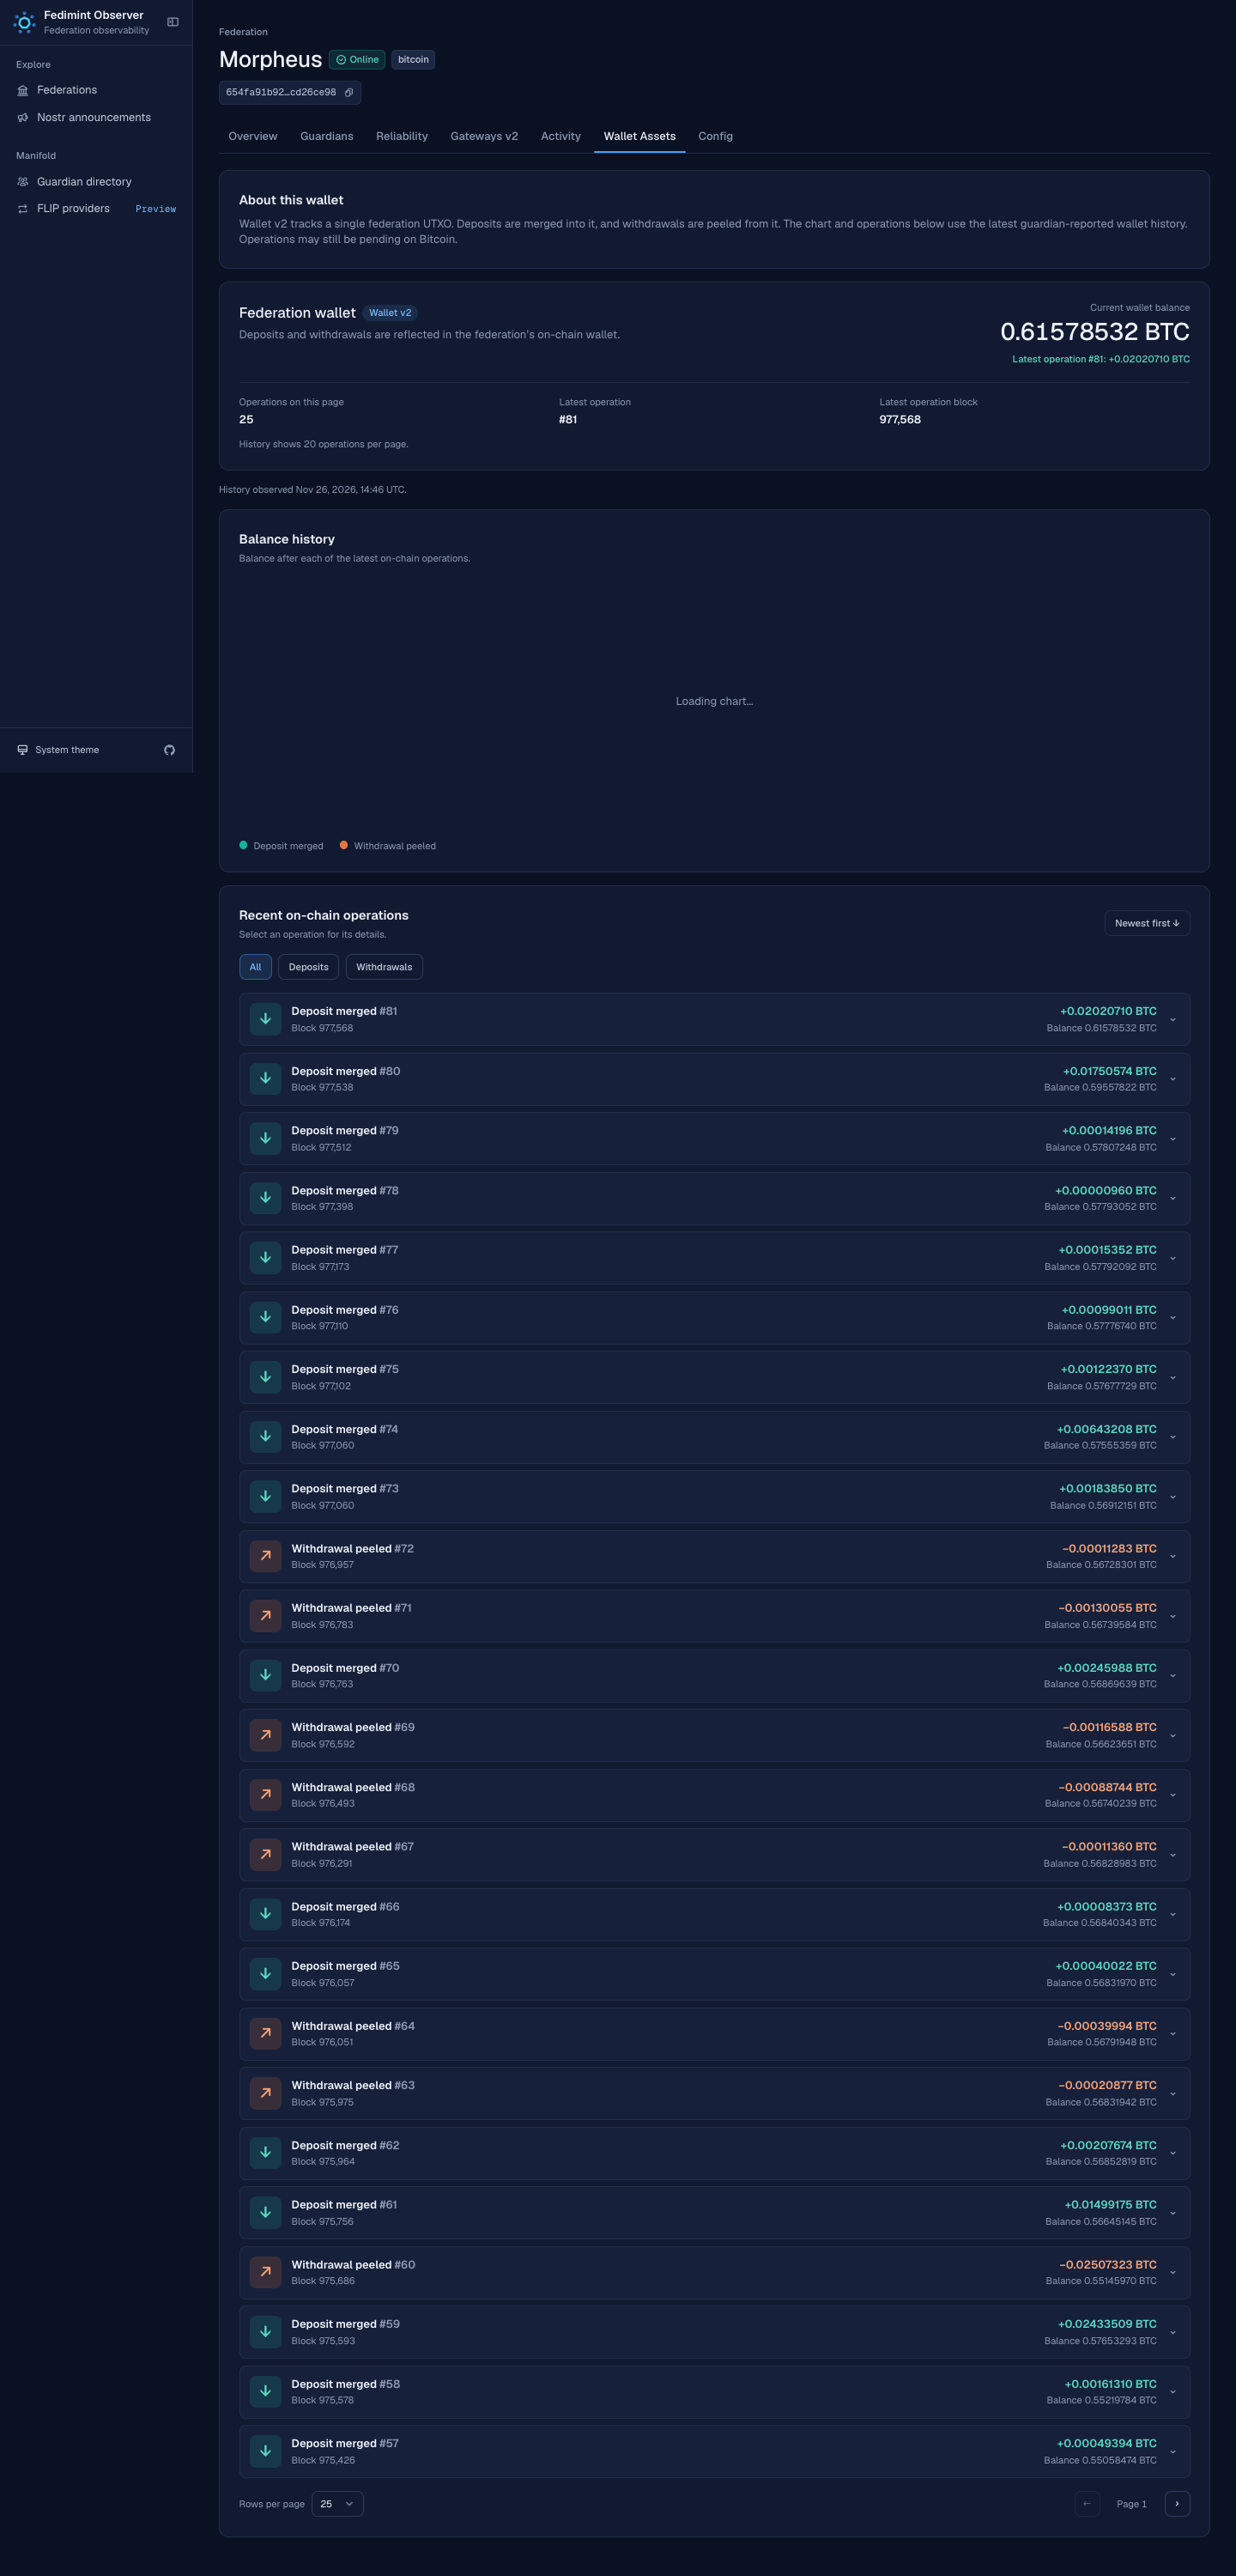 Fedimint Observer
Federation observability
Explore
Federations
Nostr announcements
Manifold
Guardian directory
FLIP providers Preview
System theme
Federation
Morpheus Online bitcoin
654fa91b92…cd26ce98
Overview Guardians Reliability Gateways v2 Activity Wallet Assets Config
About this wallet
Wallet v2 tracks a single federation UTXO. Deposits are merged into it, and withdrawals are peeled from it. The chart and operations below use the latest guardian-reported wallet history.
Operations may still be pending on Bitcoin.
Federation wallet Wallet v2
Deposits and withdrawals are reflected in the federation's on-chain wallet.
Current wallet balance
0.61578532 BTC
Latest operation #81: +0.02020710 BTC
Operations on this page Latest operation Latest operation block
25 #81 977,568
History shows 20 operations per page.
History observed Nov 26, 2026, 14:46 UTC.
Balance history
Balance after each of the latest on-chain operations.
Loading chart…
Deposit merged Withdrawal peeled
Recent on-chain operations
Select an operation for its details.
Newest first ↓
All Deposits Withdrawals
Deposit merged #81 +0.02020710 BTC
Block 977,568 Balance 0.61578532 BTC
Deposit merged #80 +0.01750574 BTC
Block 977,538 Balance 0.59557822 BTC
Deposit merged #79 +0.00014196 BTC
Block 977,512 Balance 0.57807248 BTC
Deposit merged #78 +0.00000960 BTC
Block 977,398 Balance 0.57793052 BTC
Deposit merged #77 +0.00015352 BTC
Block 977,173 Balance 0.57792092 BTC
Deposit merged #76 +0.00099011 BTC
Block 977,110 Balance 0.57776740 BTC
Deposit merged #75 +0.00122370 BTC
Block 977,102 Balance 0.57677729 BTC
Deposit merged #74 +0.00643208 BTC
Block 977,060 Balance 0.57555359 BTC
Deposit merged #73 +0.00183850 BTC
Block 977,060 Balance 0.56912151 BTC
Withdrawal peeled #72 −0.00011283 BTC
Block 976,957 Balance 0.56728301 BTC
Withdrawal peeled #71 −0.00130055 BTC
Block 976,783 Balance 0.56739584 BTC
Deposit merged #70 +0.00245988 BTC
Block 976,763 Balance 0.56869639 BTC
Withdrawal peeled #69 −0.00116588 BTC
Block 976,592 Balance 0.56623651 BTC
Withdrawal peeled #68 −0.00088744 BTC
Block 976,493 Balance 0.56740239 BTC
Withdrawal peeled #67 −0.00011360 BTC
Block 976,291 Balance 0.56828983 BTC
Deposit merged #66 +0.00008373 BTC
Block 976,174 Balance 0.56840343 BTC
Deposit merged #65 +0.00040022 BTC
Block 976,057 Balance 0.56831970 BTC
Withdrawal peeled #64 −0.00039994 BTC
Block 976,051 Balance 0.56791948 BTC
Withdrawal peeled #63 −0.00020877 BTC
Block 975,975 Balance 0.56831942 BTC
Deposit merged #62 +0.00207674 BTC
Block 975,964 Balance 0.56852819 BTC
Deposit merged #61 +0.01499175 BTC
Block 975,756 Balance 0.56645145 BTC
Withdrawal peeled #60 −0.02507323 BTC
Block 975,686 Balance 0.55145970 BTC
Deposit merged #59 +0.02433509 BTC
Block 975,593 Balance 0.57653293 BTC
Deposit merged #58 +0.00161310 BTC
Block 975,578 Balance 0.55219784 BTC
Deposit merged #57 +0.00049394 BTC
Block 975,426 Balance 0.55058474 BTC
Rows per page 25 ← Page 1 ›